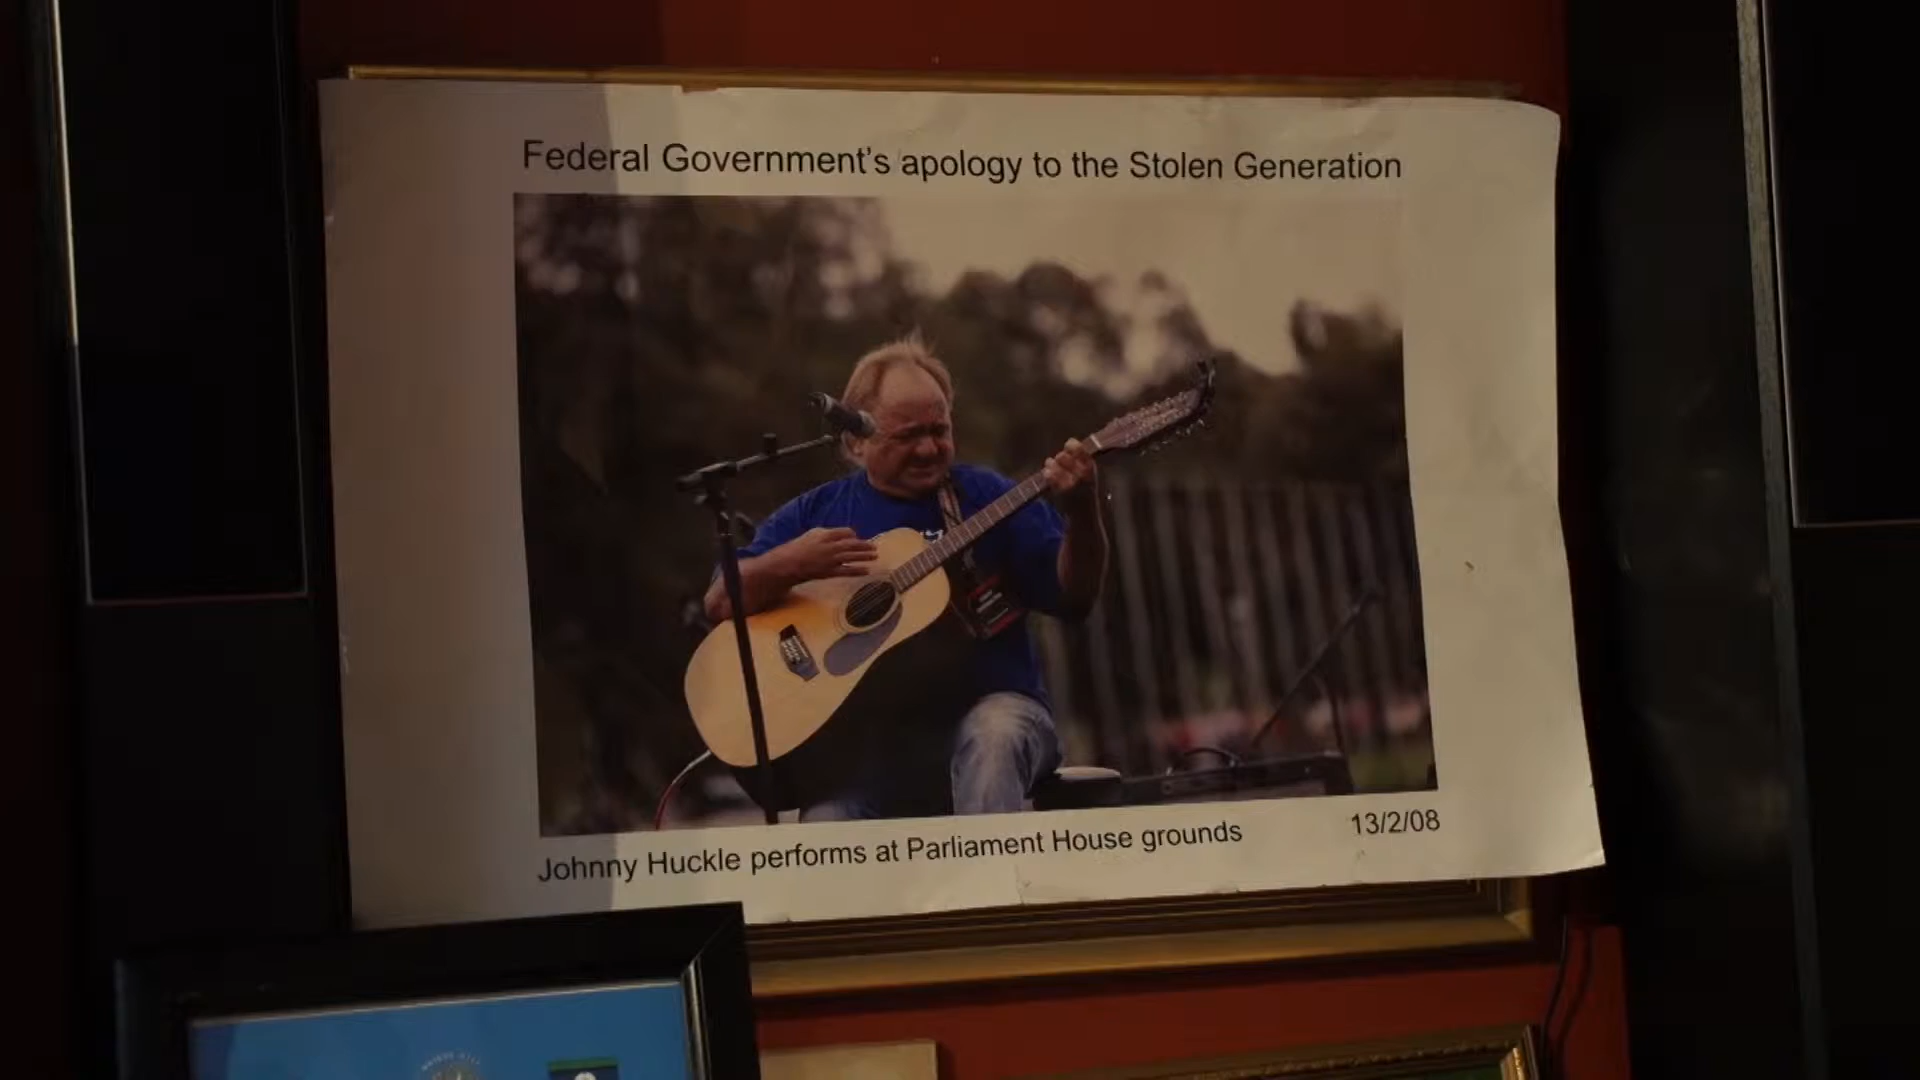 Federal Government's apology to the Stolen Generation
Johnny Huckle performs at Parliament House grounds
13/2/08